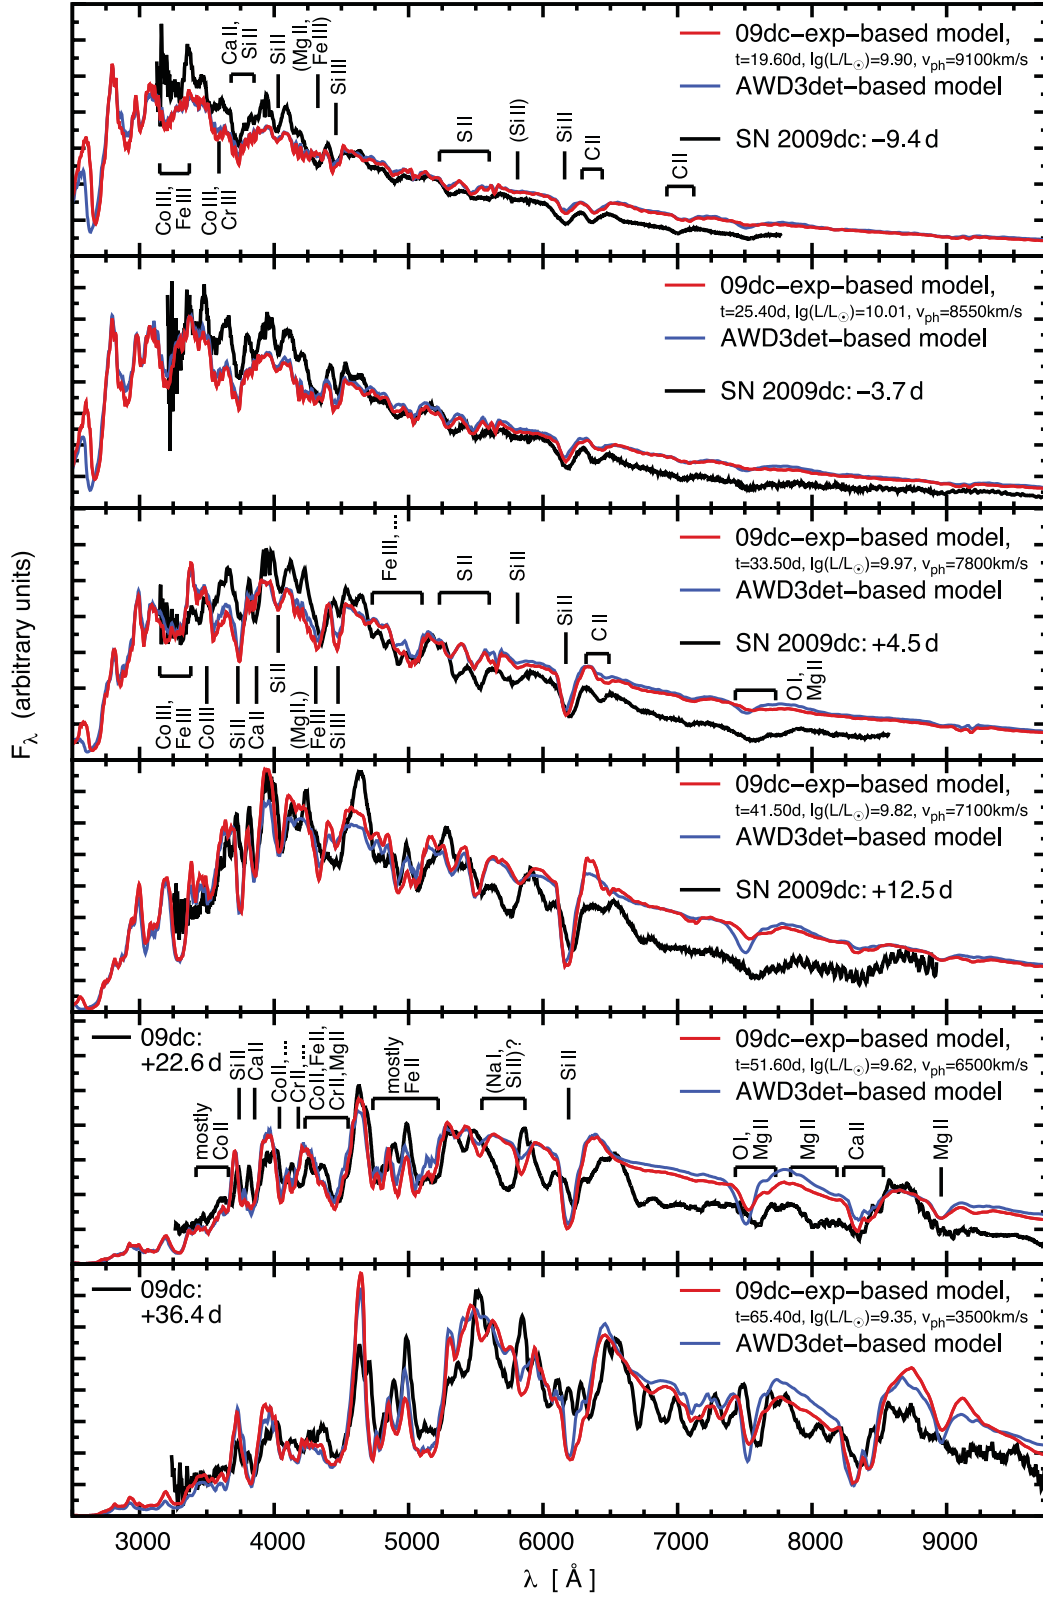 09dc−exp−based model,
t=19.60d, lg(L/L☉)=9.90, vph=9100km/s
AWD3det−based model
SN 2009dc: −9.4 d
Ca II,
Si II
Si II
(Mg II,
Fe III)
Si III
S II
(Si II)
Si II
C II
C II
Co III,
Fe III
Co III,
Cr III
09dc−exp−based model,
t=25.40d, lg(L/L☉)=10.01, vph=8550km/s
AWD3det−based model
SN 2009dc: −3.7 d
09dc−exp−based model,
t=33.50d, lg(L/L☉)=9.97, vph=7800km/s
AWD3det−based model
SN 2009dc: +4.5 d
Fe III, ...
S II
Si II
Si II
C II
O I,
Mg II
Co III,
Fe III
Co III
Si II
Ca II
Si II
(Mg II,)
Fe III
Si III
09dc−exp−based model,
t=41.50d, lg(L/L☉)=9.82, vph=7100km/s
AWD3det−based model
SN 2009dc: +12.5 d
09dc:
+22.6 d
09dc−exp−based model,
t=51.60d, lg(L/L☉)=9.62, vph=6500km/s
AWD3det−based model
mostly
Co II
Si II
Ca II
Co II, ...
Cr II, ...
Co II, Fe II,
Cr II, Mg II
mostly
Fe II
(Na I,
Si II) ?
Si II
O I,
Mg II
Mg II
Ca II
Mg II
09dc:
+36.4 d
09dc−exp−based model,
t=65.40d, lg(L/L☉)=9.35, vph=3500km/s
AWD3det−based model
Fλ (arbitrary units)
3000 4000 5000 6000 7000 8000 9000
λ [ Å ]